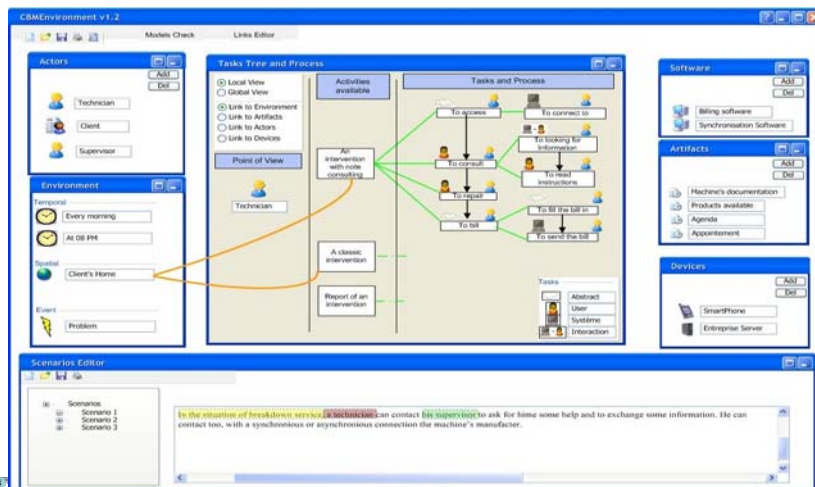 CBMEnvironment v1.2
Models Check Links Editor
Actors
Add
Del
Technician
Client
Supervisor
Environment
Temporal
Every morning
At 08 PM
Spatial
Client's Home
Event
Problem
Tasks Tree and Process
Local View
Global View
Link to Environment
Link to Artifacts
Link to Actors
Link to Devices
Point of View
Technician
Activities
available
An
intervention
with note
consulting
A classic
intervention
Report of an
intervention
Tasks and Process
To access
To connect to
To looking for
Information
To consult
To read
instructions
To repair
To bill
To fill the bill in
To send the bill
Tasks
Abstract
User
Système
Interaction
Software
Add
Del
Billing software
Synchronisation Software
Artifacts
Add
Del
Machine's documentation
Products available
Agenda
Appointement
Devices
Add
Del
SmartPhone
Entreprise Server
Scenarios Editor
Scenarios
Scenario 1
Scenario 2
Scenario 3
In the situation of breakdown service, a technician can contact his supervisor to ask for hime some help and to exchange some information. He can
contact too, with a synchronious or asynchronious connection the machine's manufacter.